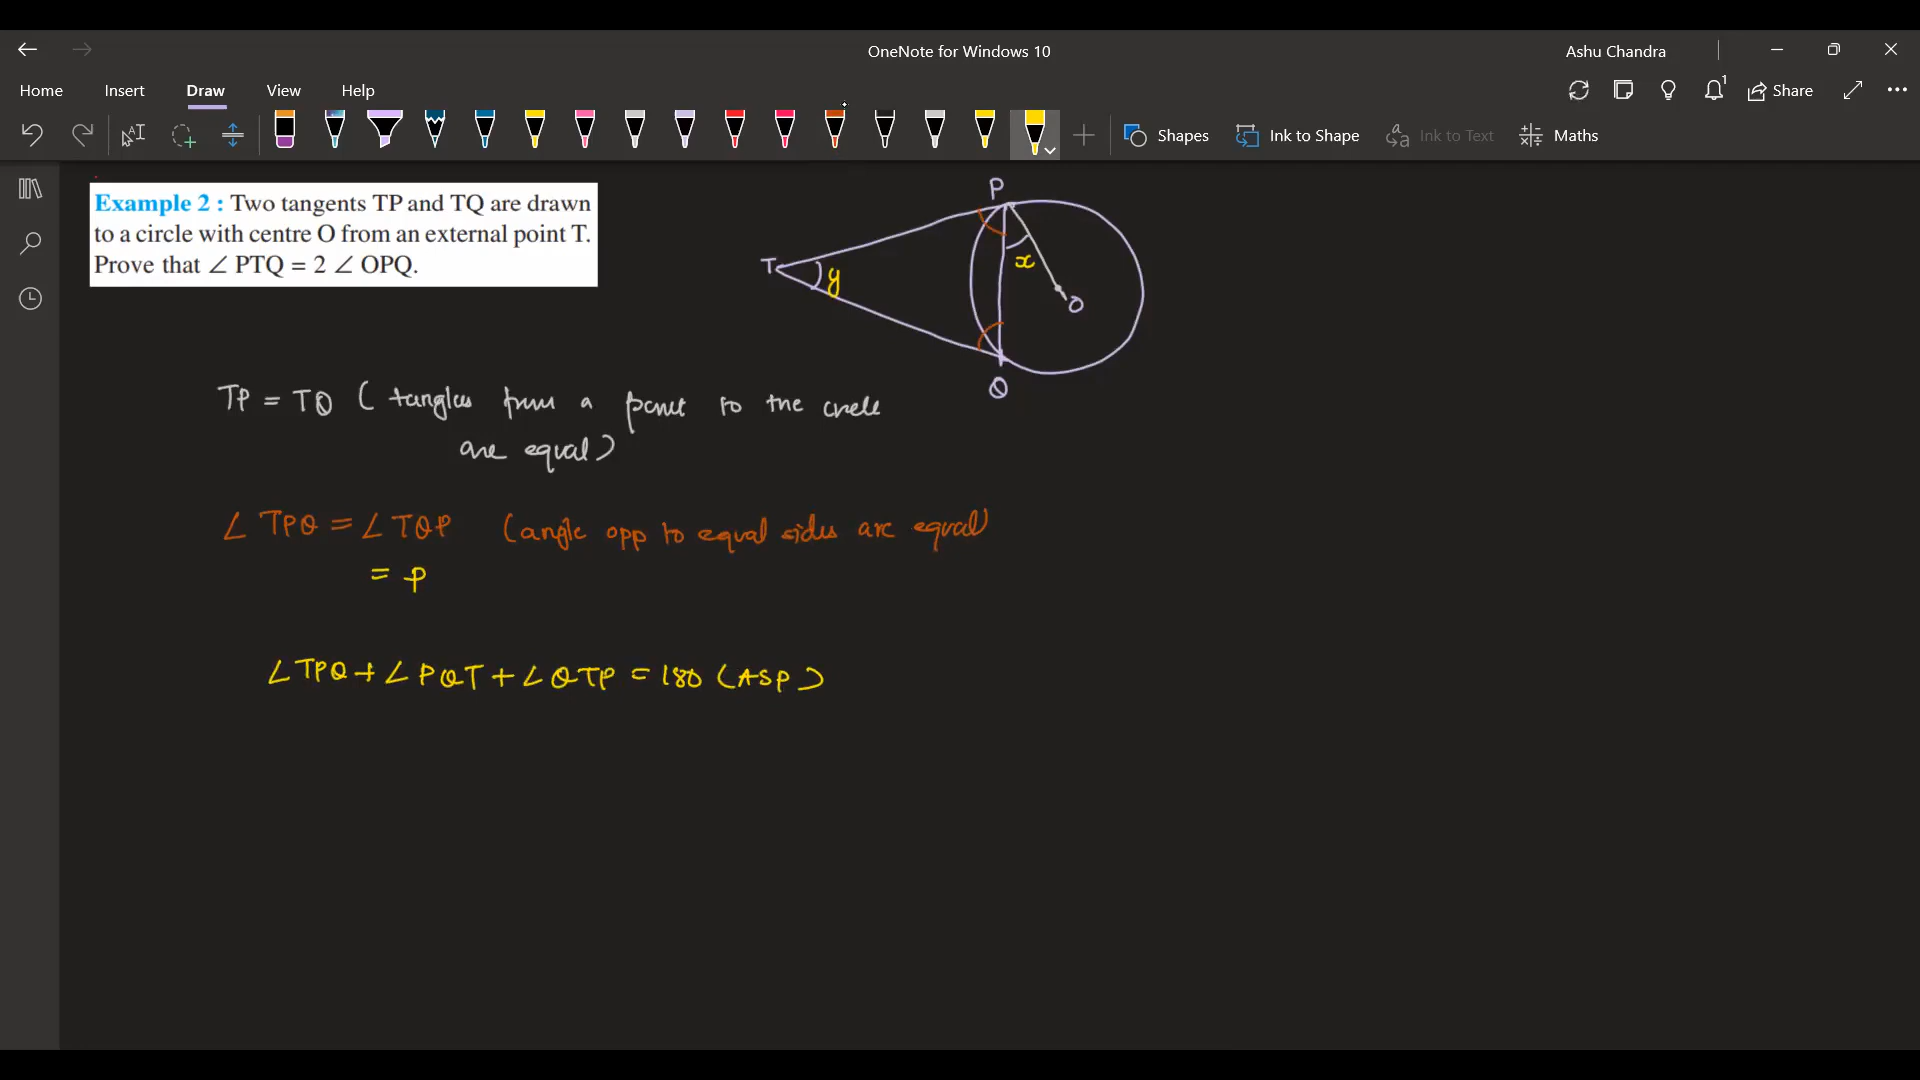 OneNote for Windows 10
Ashu Chandra
Home Insert Draw View Help
1
Share
Shapes
Ink to Shape
Ink to Text
Maths
Example 2 : Two tangents TP and TQ are drawn
to a circle with centre O from an external point T.
Prove that ∠ PTQ = 2 ∠ OPQ.
P
T
y
x
O
Q
TP = TQ ( tangles from a point to the circle
are equal)
∠ TPQ = ∠ TQP (angle opp to equal sides are equal)
= p
∠TPQ + ∠PQT + ∠QTP = 180 (ASP)